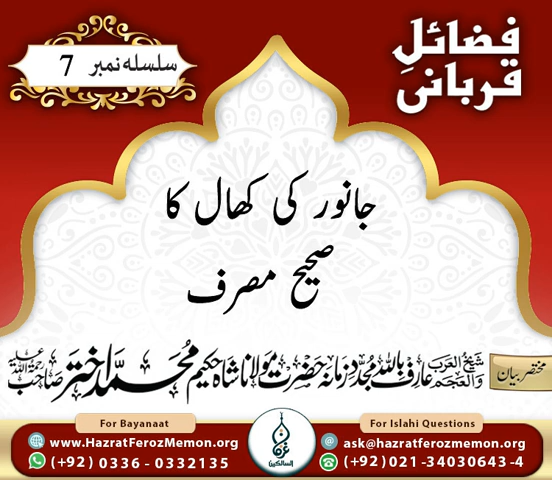 فضائلِ
قربانی
سلسلہ نمبر 7
جانور کی کھال کا
صحیح مصرف
مختصر بیان
شیخ العرب والعجم عارف باللہ مجددِ زمانہ حضرت مولانا شاہ حکیم محمد اختر صاحب رحمۃ اللہ علیہ
For Bayanaat
www.HazratFerozMemon.org
(+92) 0336 - 0332135
عرفان
السالکین
For Islahi Questions
@ ask@hazratferozmemon.org
(+92) 021 -34030643 -4